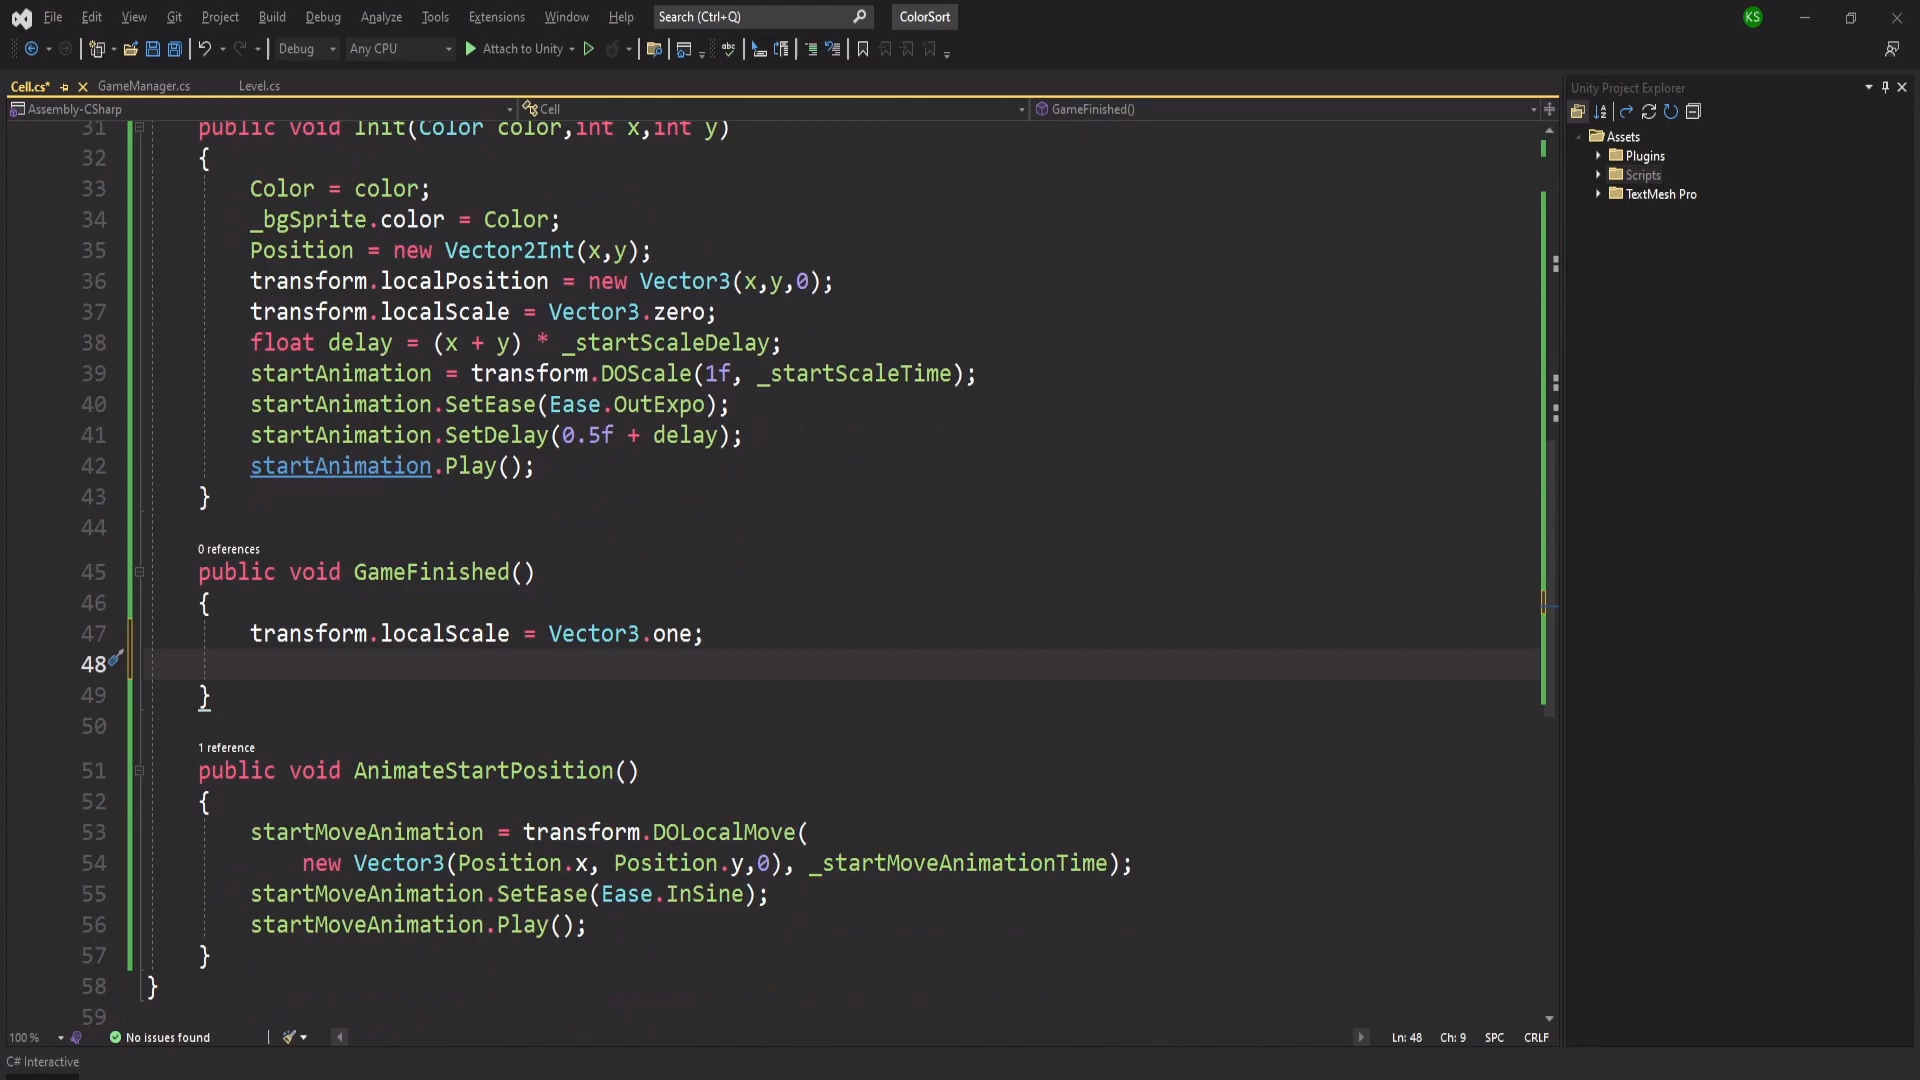 File Edit View Git Project Build Debug Analyze Tools Extensions Window Help Search (Ctrl+Q) ColorSort KS
Debug Any CPU Attach to Unity
Cell.cs* GameManager.cs Level.cs
Assembly-CSharp Cell GameFinished()
31 public void Init(Color color,int x,int y)
32 {
33 Color = color;
34 _bgSprite.color = Color;
35 Position = new Vector2Int(x,y);
36 transform.localPosition = new Vector3(x,y,0);
37 transform.localScale = Vector3.zero;
38 float delay = (x + y) * _startScaleDelay;
39 startAnimation = transform.DOScale(1f, _startScaleTime);
40 startAnimation.SetEase(Ease.OutExpo);
41 startAnimation.SetDelay(0.5f + delay);
42 startAnimation.Play();
43 }
44
0 references
45 public void GameFinished()
46 {
47 transform.localScale = Vector3.one;
48
49 }
50
1 reference
51 public void AnimateStartPosition()
52 {
53 startMoveAnimation = transform.DOLocalMove(
54 new Vector3(Position.x, Position.y,0), _startMoveAnimationTime);
55 startMoveAnimation.SetEase(Ease.InSine);
56 startMoveAnimation.Play();
57 }
58 }
59
100 % No issues found Ln: 48 Ch: 9 SPC CRLF
C# Interactive
Unity Project Explorer
Assets
Plugins
Scripts
TextMesh Pro